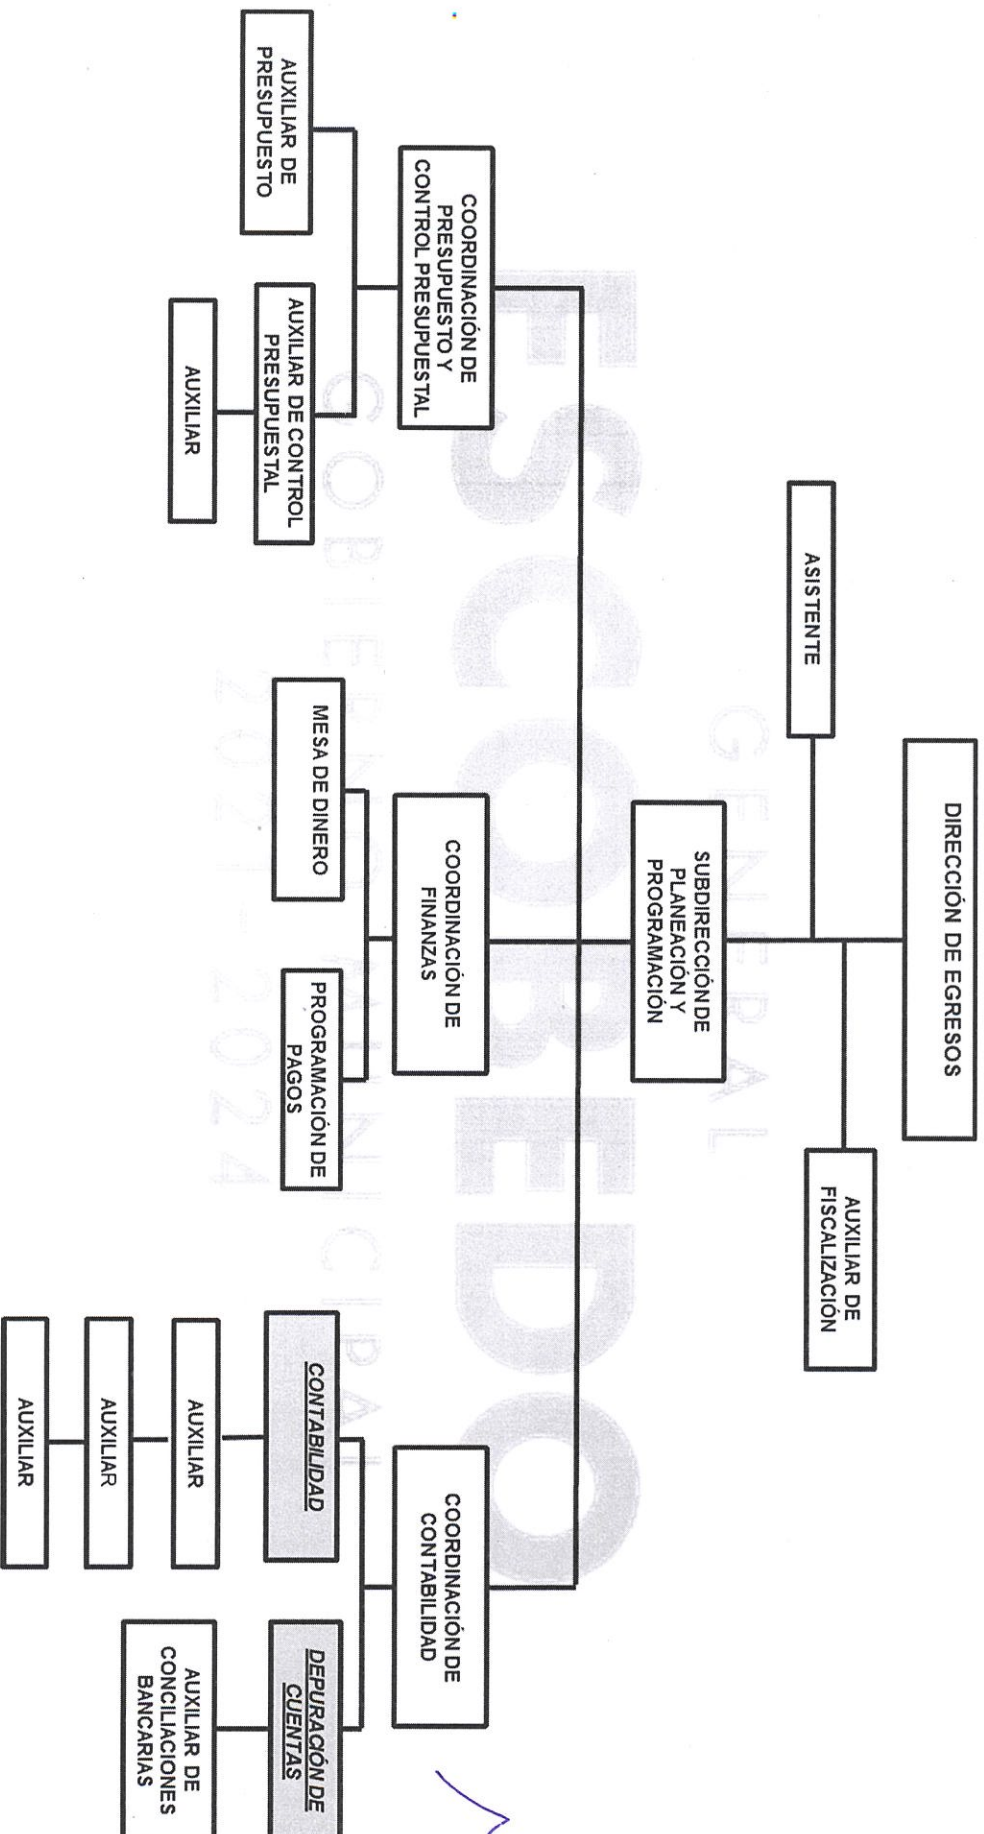 DIRECCIÓN DE EGRESOS
ASISTENTE
AUXILIAR DE
FISCALIZACIÓN
SUBDIRECCIÓN DE
PLANEACIÓN Y
PROGRAMACIÓN
COORDINACIÓN DE
PRESUPUESTO Y
CONTROL PRESUPUESTAL
COORDINACIÓN DE
FINANZAS
COORDINACIÓN DE
CONTABILIDAD
AUXILIAR DE
PRESUPUESTO
AUXILIAR DE CONTROL
PRESUPUESTAL
AUXILIAR
MESA DE DINERO
PROGRAMACIÓN DE
PAGOS
CONTABILIDAD
AUXILIAR
AUXILIAR
AUXILIAR
DEPURACIÓN DE
CUENTAS
AUXILIAR DE
CONCILIACIONES
BANCARIAS
GENERAL
ESCOBEDO
GOBIERNO MUNICIPAL
2021-2024